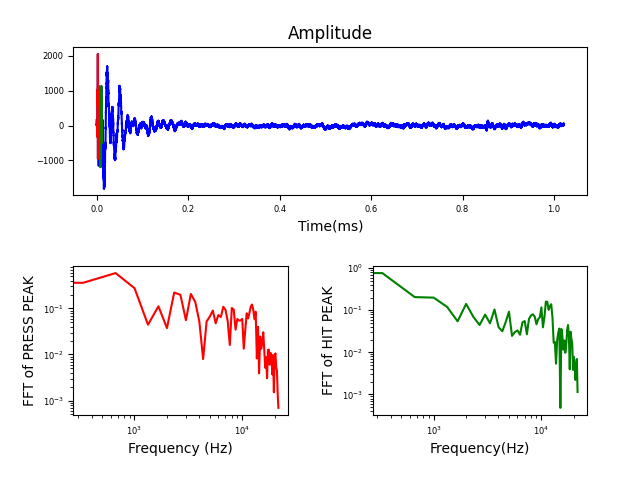 Amplitude
2000
1000
0
−1000
0.0 0.2 0.4 0.6 0.8 1.0
Time(ms)
FFT of PRESS PEAK
10⁻¹
10⁻²
10⁻³
10³ 10⁴
Frequency (Hz)
FFT of HIT PEAK
10⁰
10⁻¹
10⁻²
10⁻³
10³ 10⁴
Frequency(Hz)